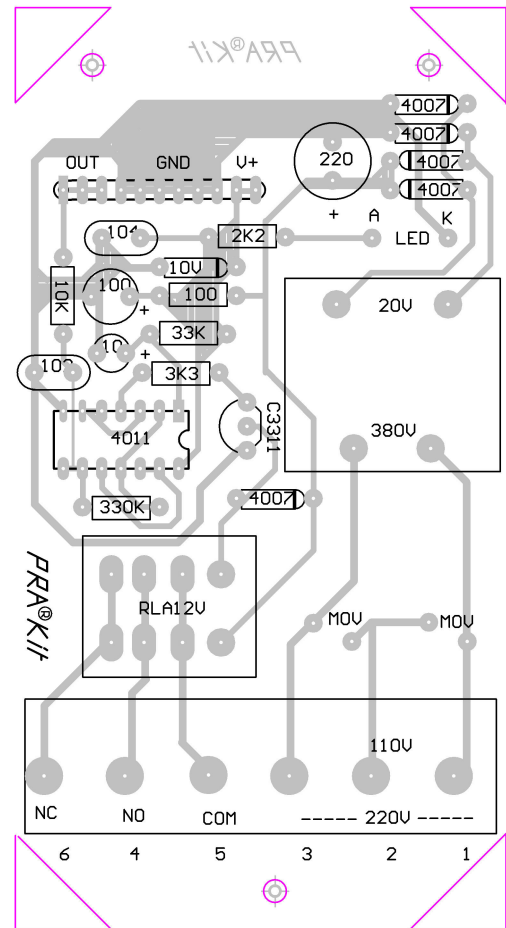 PRA®Kit
4007
4007
OUT GND V+ 220 4007
4007
+ A K
104 2K2 LED
10V
10K 100 100 20V
+
33K
10 +
3K3
C3311
4011 380V
330K 4007
PRA®Kit
RLA12V MOV MOV
110V
NC NO COM ----- 220V -----
6 4 5 3 2 1